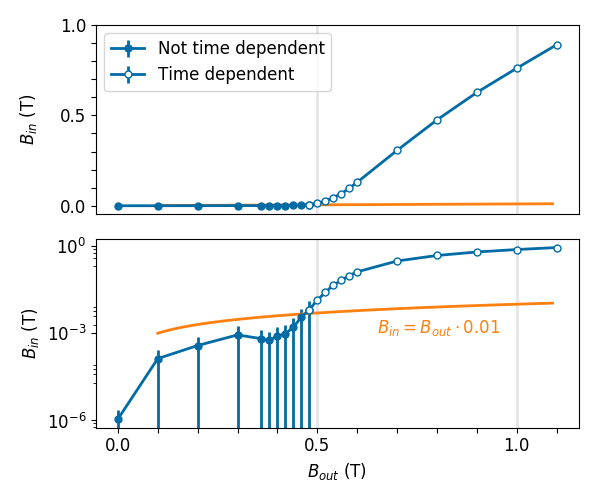 1.0
Not time dependent
Time dependent
0.5
0.0
B_in (T)
10^0
10^-3
10^-6
B_in (T)
B_in = B_out · 0.01
0.0 0.5 1.0
B_out (T)